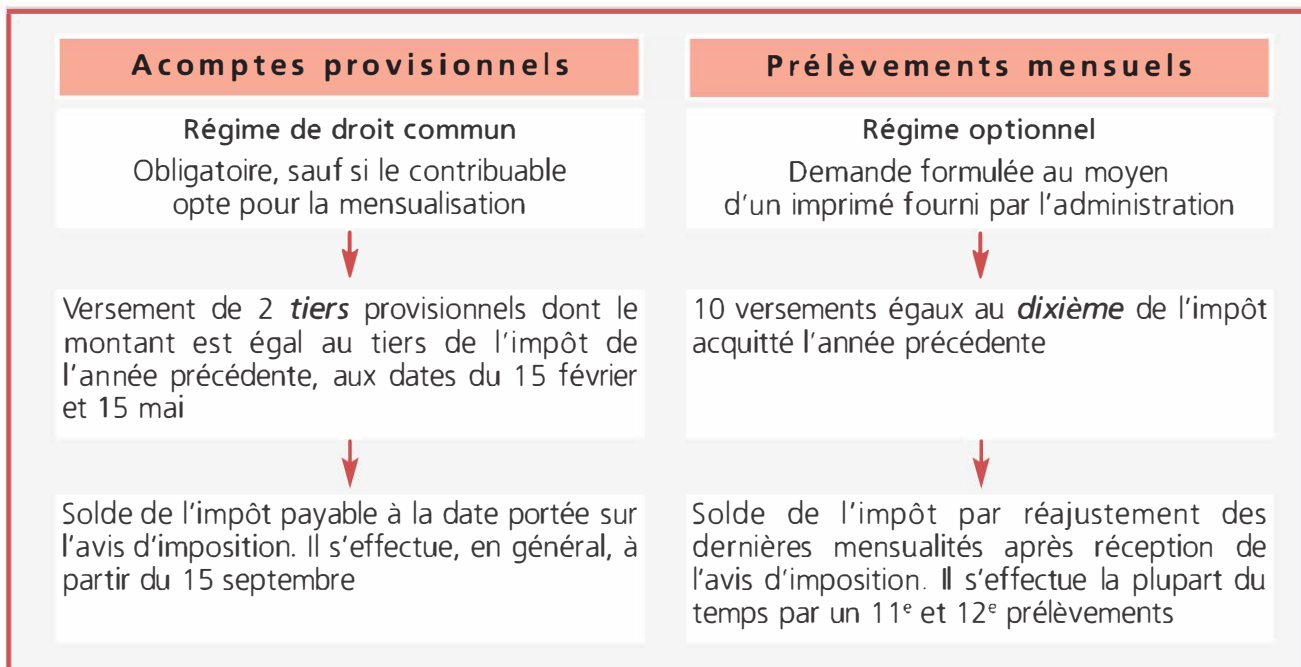 Acomptes provisionnels
Régime de droit commun
Obligatoire, sauf si le contribuable
opte pour la mensualisation
Versement de 2 tiers provisionnels dont le
montant est égal au tiers de l'impôt de
l'année précédente, aux dates du 15 février
et 15 mai
Solde de l'impôt payable à la date portée sur
l'avis d'imposition. Il s'effectue, en général, à
partir du 15 septembre
Prélèvements mensuels
Régime optionnel
Demande formulée au moyen
d'un imprimé fourni par l'administration
10 versements égaux au dixième de l'impôt
acquitté l'année précédente
Solde de l'impôt par réajustement des
dernières mensualités après réception de
l'avis d'imposition. Il s'effectue la plupart du
temps par un 11e et 12e prélèvements